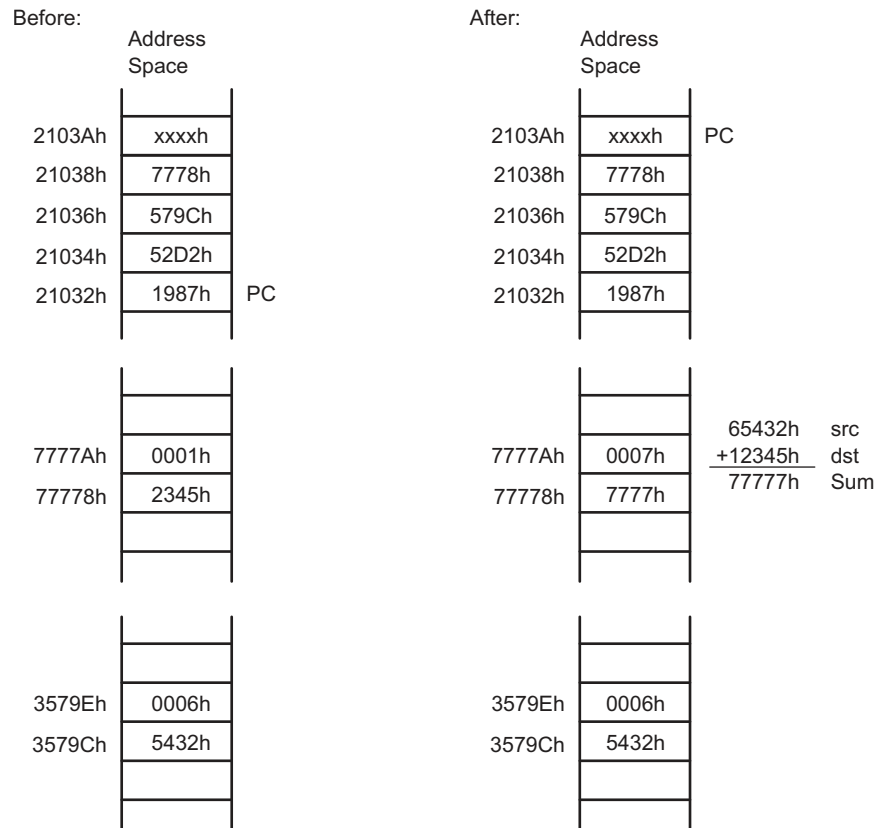 Before:
Address
Space
2103Ah xxxxh
21038h 7778h
21036h 579Ch
21034h 52D2h
21032h 1987h PC
7777Ah 0001h
77778h 2345h
3579Eh 0006h
3579Ch 5432h
After:
Address
Space
2103Ah xxxxh PC
21038h 7778h
21036h 579Ch
21034h 52D2h
21032h 1987h
7777Ah 0007h
77778h 7777h
65432h src
+12345h dst
77777h Sum
3579Eh 0006h
3579Ch 5432h